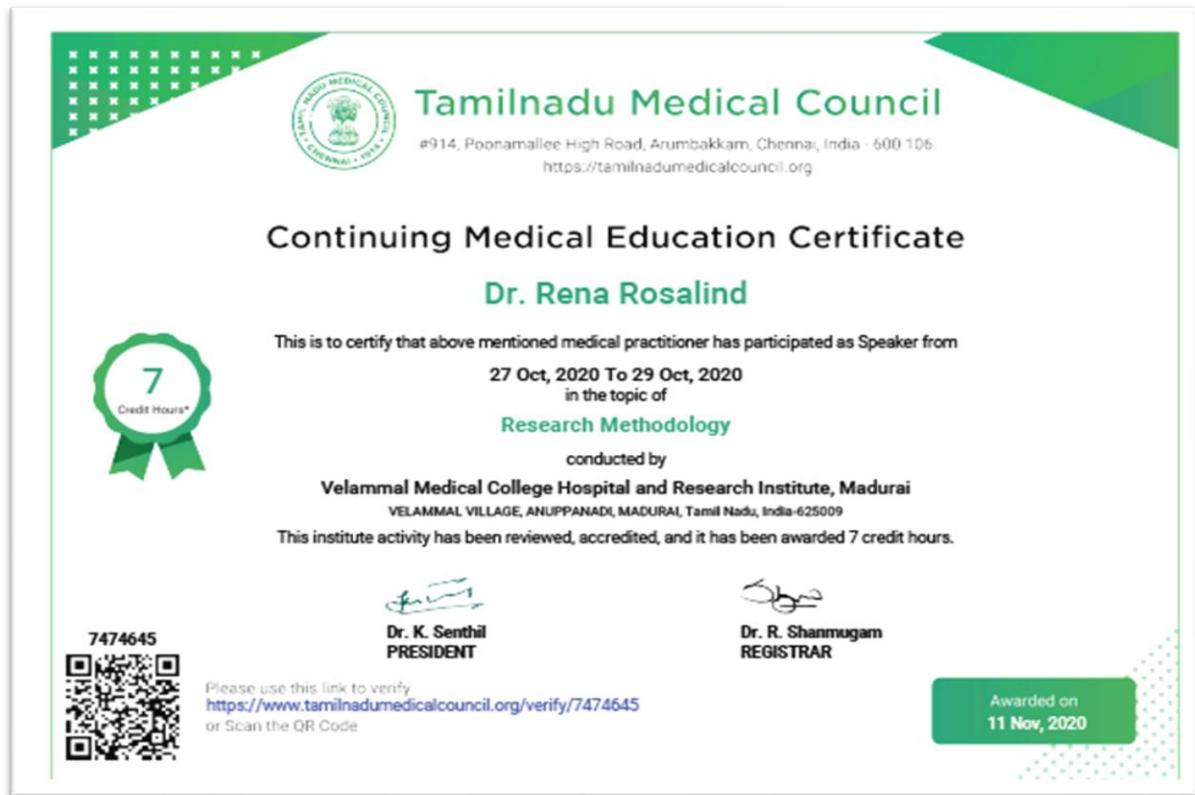 TAMIL NADU MEDICAL COUNCIL
CHENNAI • 1914
Tamilnadu Medical Council
#914, Poonamallee High Road, Arumbakkam, Chennai, India - 600 106.
https://tamilnadumedicalcouncil.org
Continuing Medical Education Certificate
Dr. Rena Rosalind
This is to certify that above mentioned medical practitioner has participated as Speaker from
27 Oct, 2020 To 29 Oct, 2020
in the topic of
Research Methodology
7
Credit Hours*
conducted by
Velammal Medical College Hospital and Research Institute, Madurai
VELAMMAL VILLAGE, ANUPPANADI, MADURAI, Tamil Nadu, India-625009
This institute activity has been reviewed, accredited, and it has been awarded 7 credit hours.
Dr. K. Senthil
PRESIDENT
Dr. R. Shanmugam
REGISTRAR
7474645
Please use this link to verify
https://www.tamilnadumedicalcouncil.org/verify/7474645
or Scan the QR Code
Awarded on
11 Nov, 2020